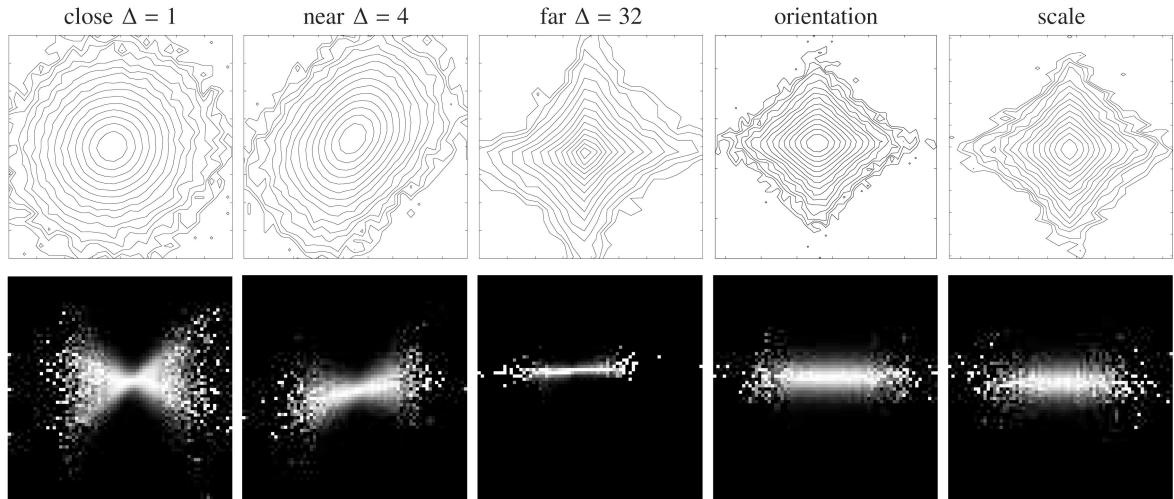 close Δ = 1
near Δ = 4
far Δ = 32
orientation
scale